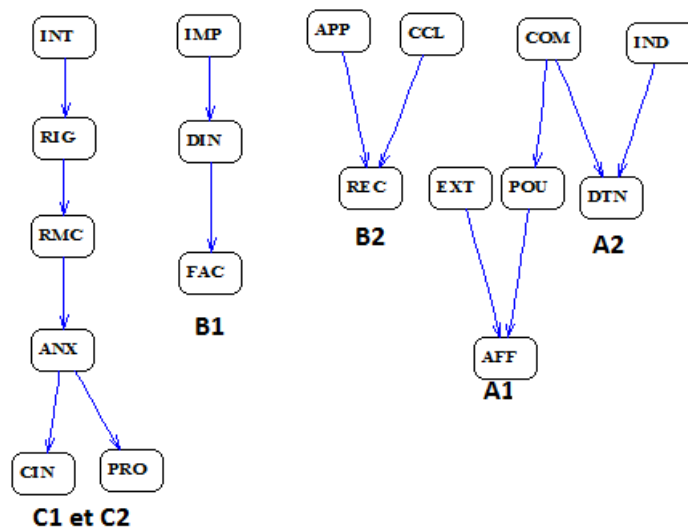 INT
IMP
APP
CCL
COM
IND
RIG
DIN
REC
EXT
POU
DTN
B2
A2
RMC
FAC
B1
ANX
AFF
A1
CIN
PRO
C1 et C2